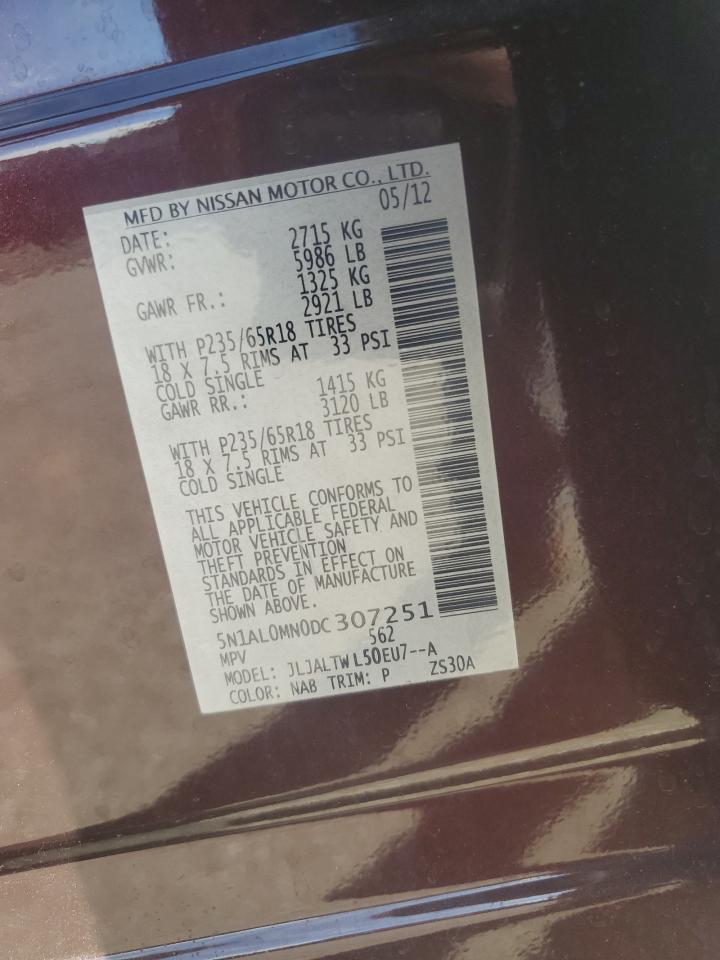 MFD BY NISSAN MOTOR CO., LTD.
DATE: 05/12
GVWR: 2715 KG
5986 LB
GAWR FR.: 1325 KG
2921 LB
WITH P235/65R18 TIRES
18 X 7.5 RIMS AT 33 PSI
COLD SINGLE
GAWR RR.: 1415 KG
3120 LB
WITH P235/65R18 TIRES
18 X 7.5 RIMS AT 33 PSI
COLD SINGLE
THIS VEHICLE CONFORMS TO
ALL APPLICABLE FEDERAL
MOTOR VEHICLE SAFETY AND
THEFT PREVENTION
STANDARDS IN EFFECT ON
THE DATE OF MANUFACTURE
SHOWN ABOVE.
5N1AL0MN0DC307251
MPV 562
MODEL: JLJALTWL50EU7--A
COLOR: NAB TRIM: P ZS30A